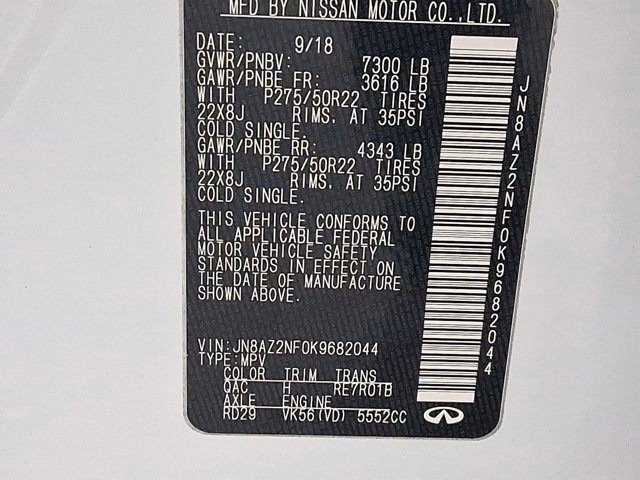 MFD BY NISSAN MOTOR CO.,LTD.
DATE: 9/18
GVWR/PNBV: 7300 LB
GAWR/PNBE FR: 3616 LB
WITH P275/50R22 TIRES
22X8J RIMS, AT 35PSI
COLD SINGLE.
GAWR/PNBE RR: 4343 LB
WITH P275/50R22 TIRES
22X8J RIMS, AT 35PSI
COLD SINGLE.
THIS VEHICLE CONFORMS TO
ALL APPLICABLE FEDERAL
MOTOR VEHICLE SAFETY
STANDARDS IN EFFECT ON
THE DATE OF MANUFACTURE
SHOWN ABOVE.
VIN:JN8AZ2NF0K9682044
TYPE:MPV
COLOR TRIM TRANS
QAC H RE7R01B
AXLE ENGINE
RD29 VK56(VD) 5552CC
JN8AZ2NF0K9682044